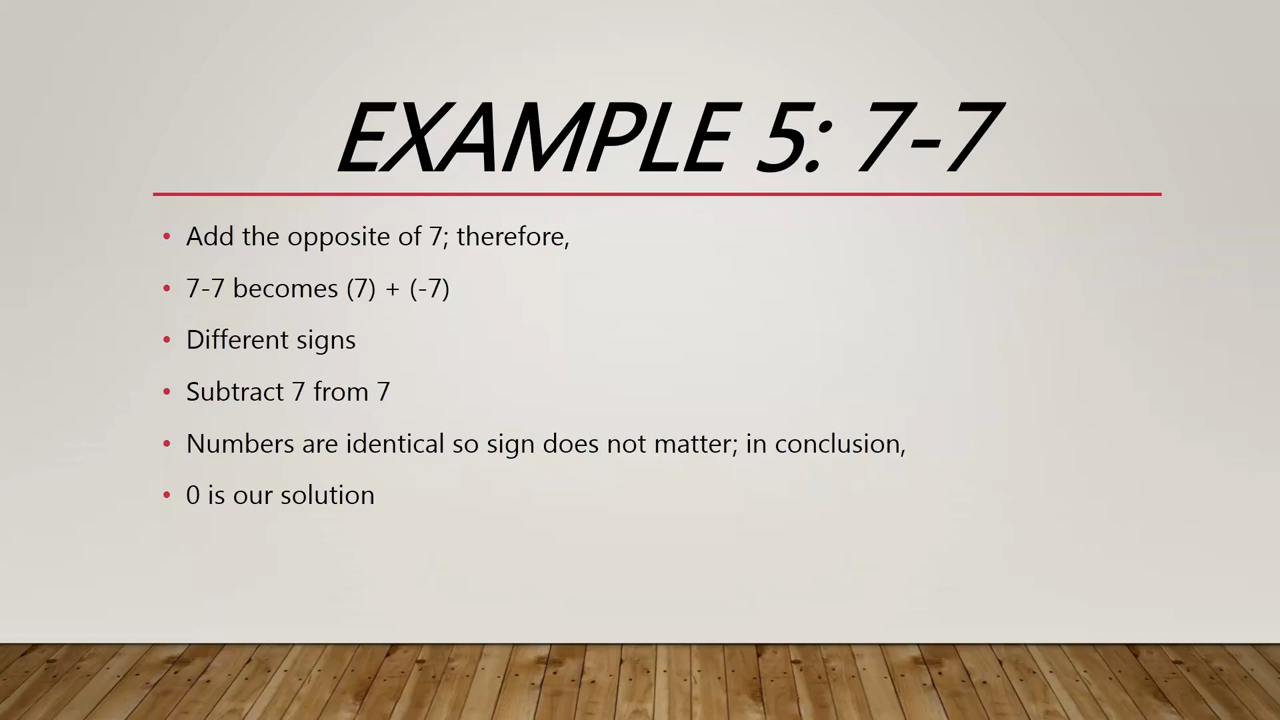 EXAMPLE 5: 7-7
• Add the opposite of 7; therefore,
• 7-7 becomes (7) + (-7)
• Different signs
• Subtract 7 from 7
• Numbers are identical so sign does not matter; in conclusion,
• 0 is our solution